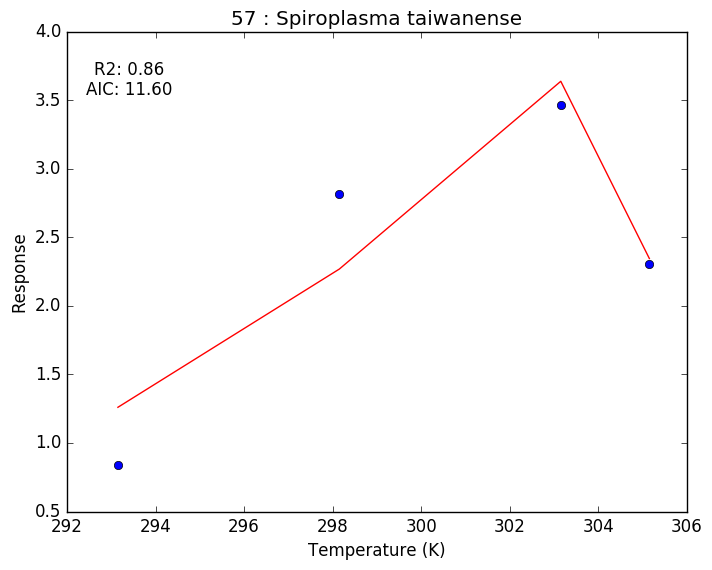 57 : Spiroplasma taiwanense
R2: 0.86
AIC: 11.60
Response
4.0
3.5
3.0
2.5
2.0
1.5
1.0
0.5
292 294 296 298 300 302 304 306
Temperature (K)